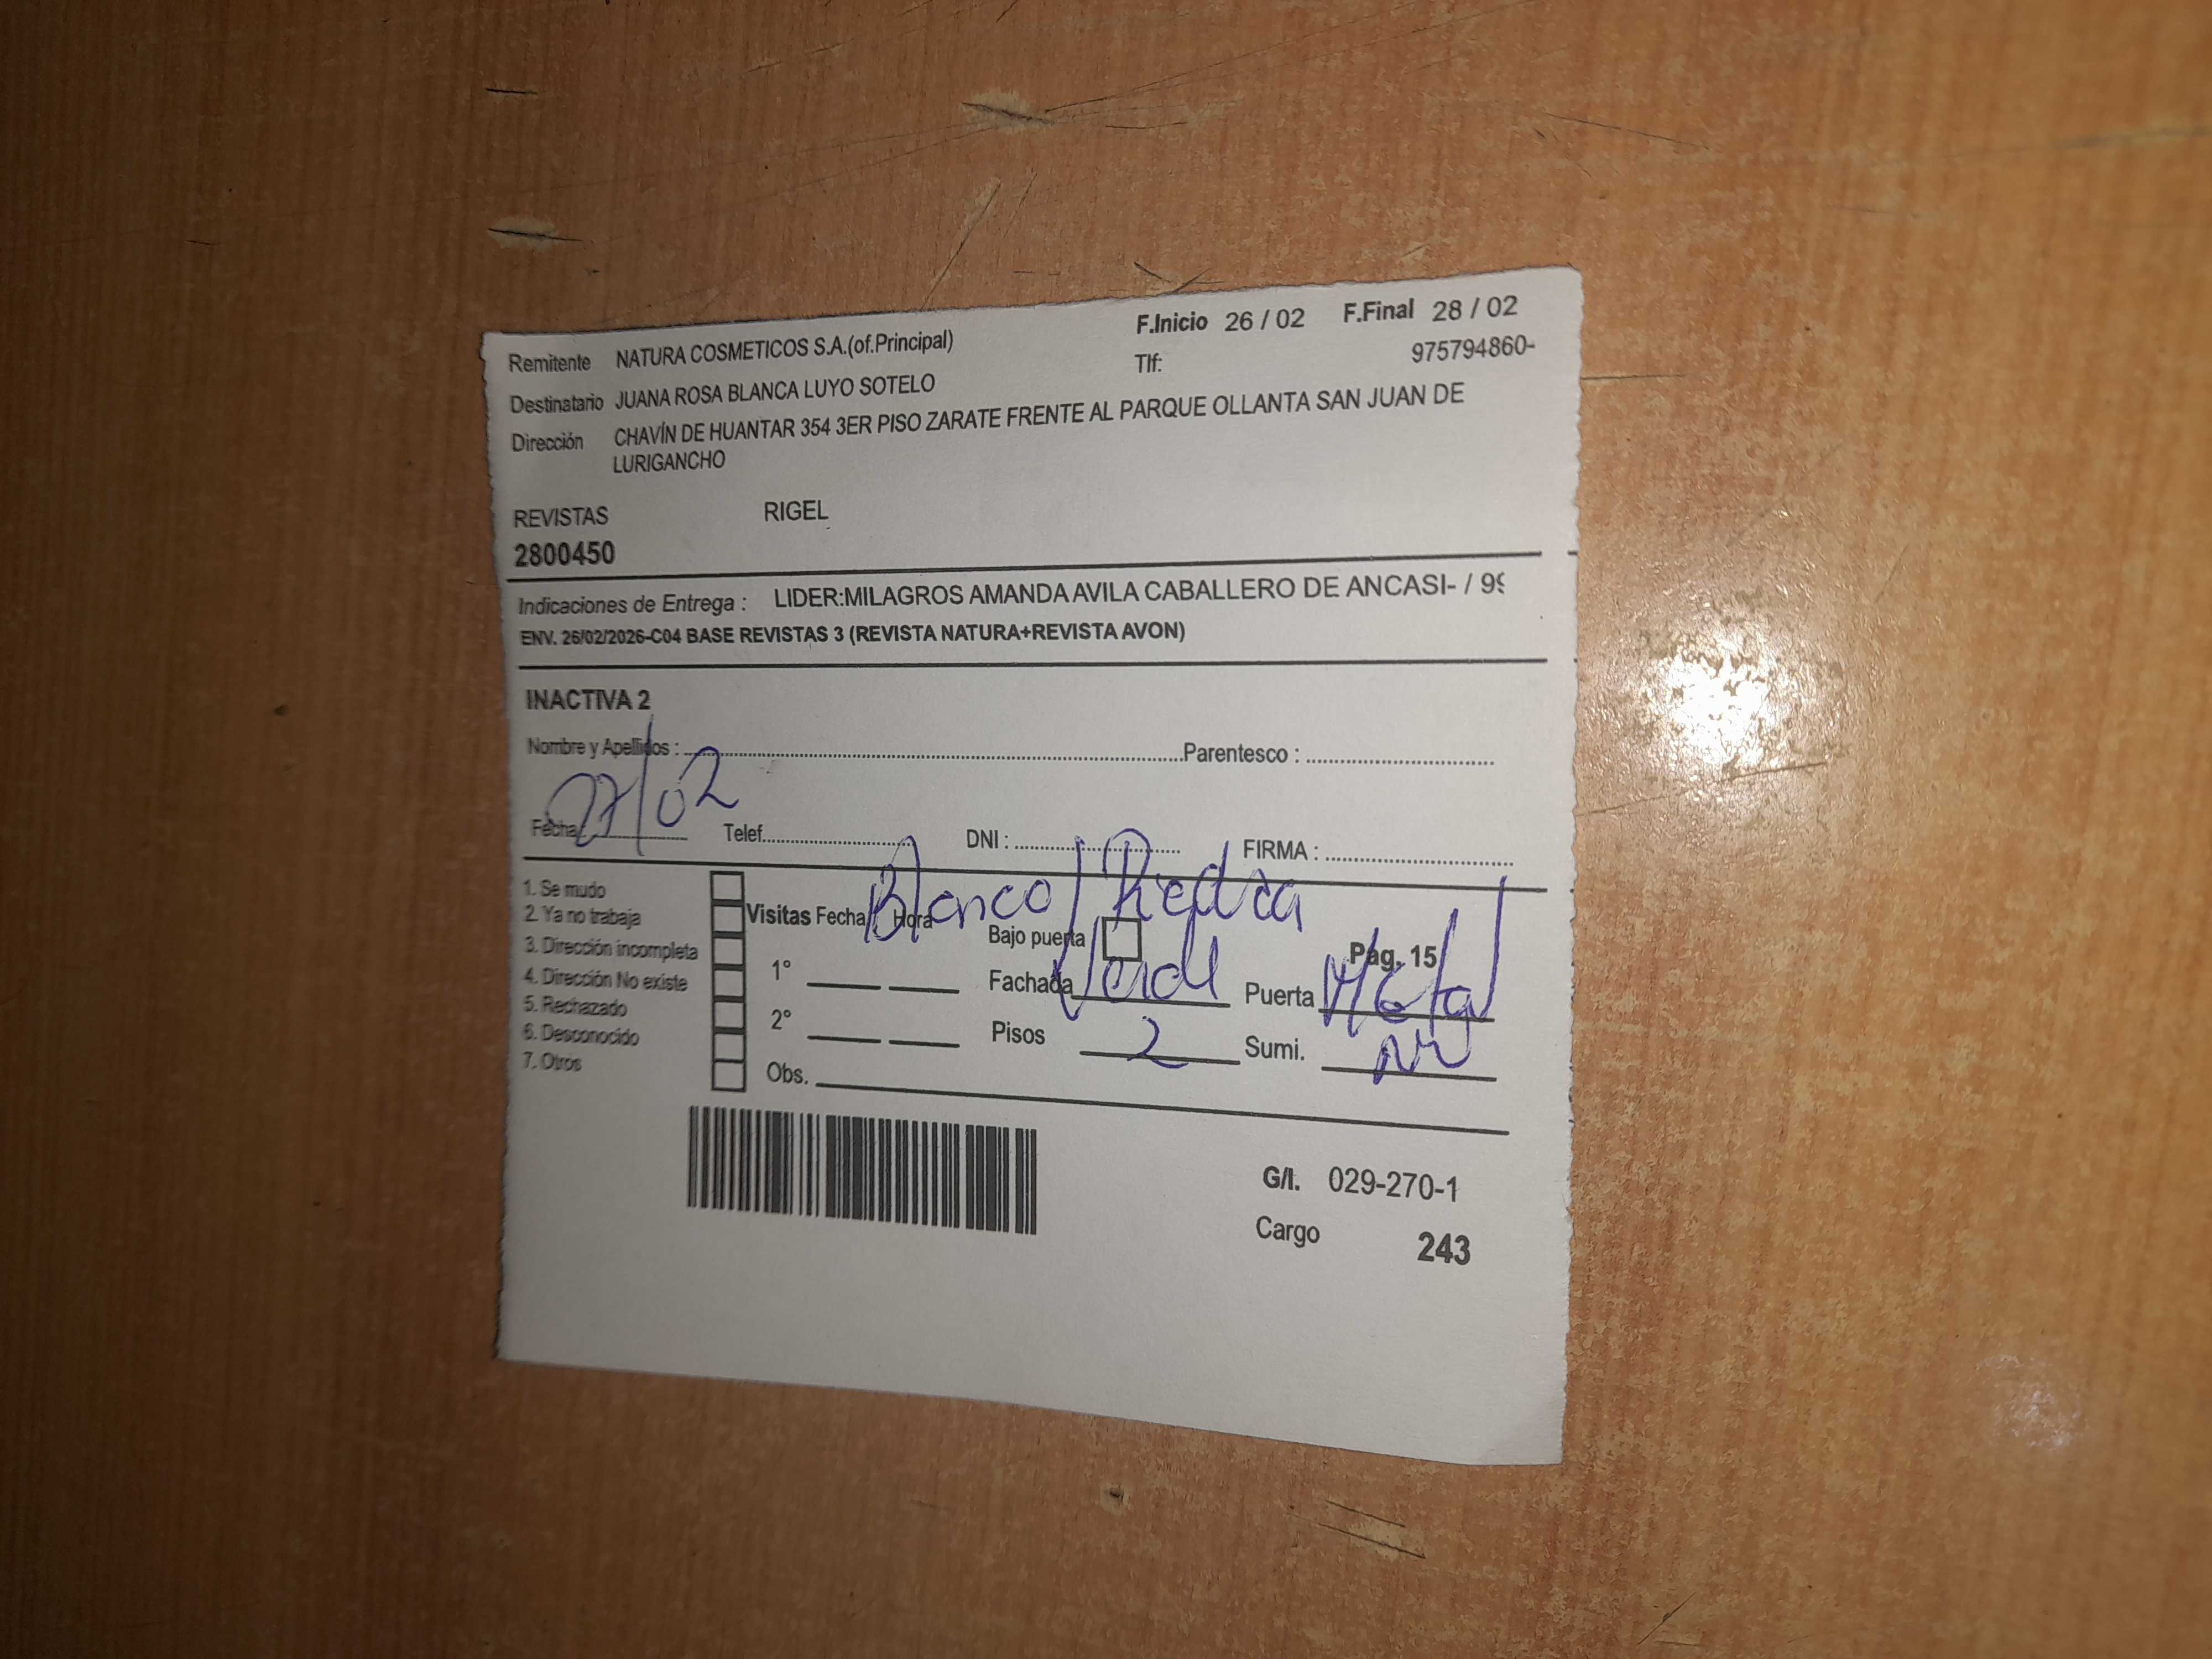 F.Inicio 26 / 02 F.Final 28 / 02
Remitente NATURA COSMETICOS S.A.(of.Principal) Tlf: 975794860-
Destinatario JUANA ROSA BLANCA LUYO SOTELO
Dirección CHAVÍN DE HUANTAR 354 3ER PISO ZARATE FRENTE AL PARQUE OLLANTA SAN JUAN DE
LURIGANCHO
REVISTAS RIGEL
2800450
Indicaciones de Entrega : LIDER:MILAGROS AMANDA AVILA CABALLERO DE ANCASI- / 99
ENV. 26/02/2026-C04 BASE REVISTAS 3 (REVISTA NATURA+REVISTA AVON)
INACTIVA 2
Nombre y Apellidos : Parentesco :
Fecha: 27/02 Telef. DNI : FIRMA :
1. Se mudo
2. Ya no trabaja
3. Dirección incompleta
4. Dirección No existe
5. Rechazado
6. Desconocido
7. Otros
Visitas Fecha Hora
1°
2°
Obs.
Blanco/Piedra
Bajo puerta Pág. 15
Fachada Verde Puerta Metal
Pisos 2 Sumi.
G/I. 029-270-1
Cargo 243